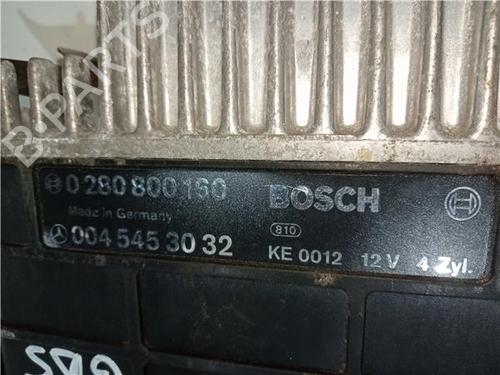 B-PARTS
0 280 800 160 BOSCH
Made in Germany
810
004 545 30 32 KE 0012 12 V 4 Zyl.